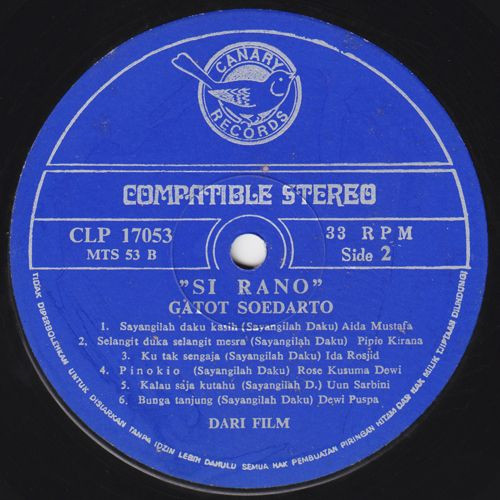 CANARY
RECORDS
COMPATIBLE STEREO
CLP 17053
MTS 53 B
33 RPM
Side 2
"SI RANO"
GATOT SOEDARTO
1. Sayangilah daku kasih (Sayangilah Daku) Aida Mustafa
2. Selangit duka selangit mesra (Sayangilah Daku) Pipie Kirana
3. Ku tak sengaja (Sayangilah Daku) Ida Rosjid
4. Pinokio (Sayangilah Daku) Rose Kusuma Dewi
5. Kalau saja kutahu (Sayangilah D.) Uun Sarbini
6. Bunga tanjung (Sayangilah Daku) Dewi Puspa
DARI FILM
TIDAK DIPERBOLEHKAN UNTUK DISIARKAN TANPA IDZIN LEBIH DAHULU SEMUA HAK PEMBUATAN PIRINGAN HITAM DAN HAK MILIK (CIPTAAN DILINDUNGI)